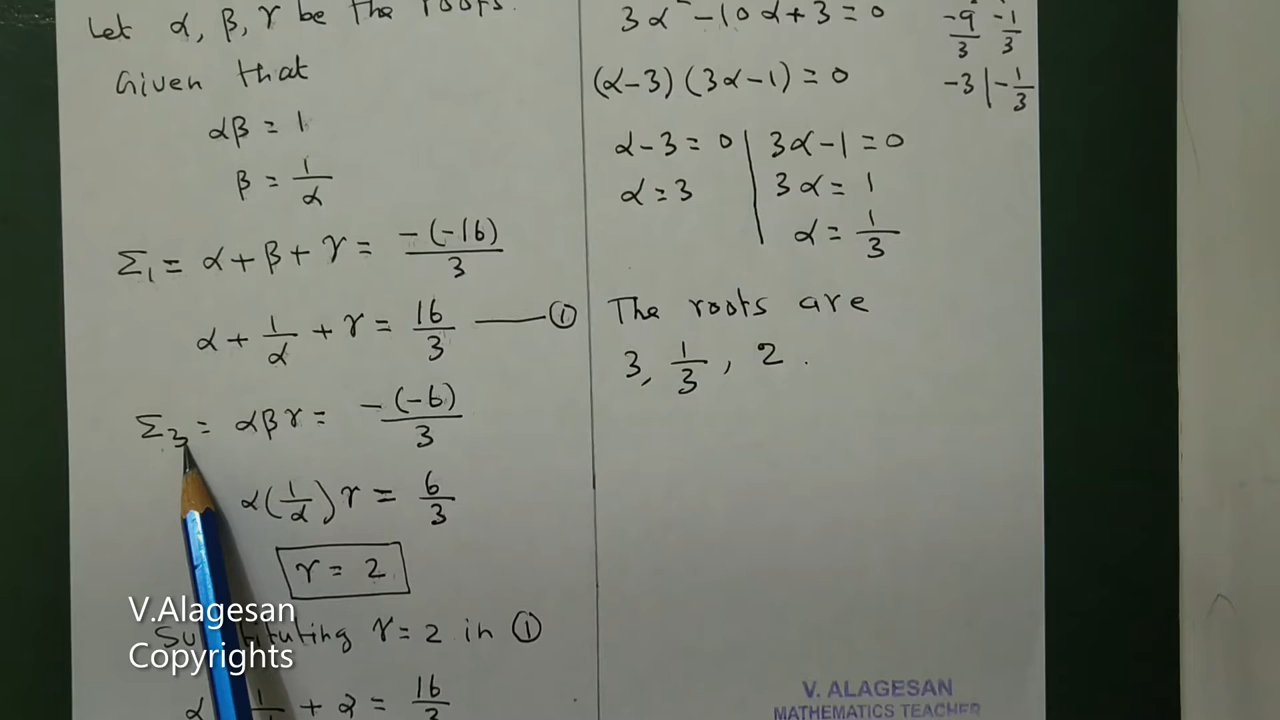 Let α, β, γ be the roots.
Given that
αβ = 1
β = 1/α
Σ₁ = α + β + γ = -(-16)/3
α + 1/α + γ = 16/3 —— ①
Σ₃ = αβγ = -(-6)/3
α(1/α)γ = 6/3
γ = 2
γ = 2 in ①
+ 2 = 16/3
3α² - 10α + 3 = 0
(α-3)(3α-1) = 0
α - 3 = 0 | 3α - 1 = 0
α = 3 | 3α = 1
α = 1/3
The roots are
3, 1/3, 2.
-9/3 -1/3
-3 | -1/3
V.Alagesan
Copyrights
V. ALAGESAN
MATHEMATICS TEACHER